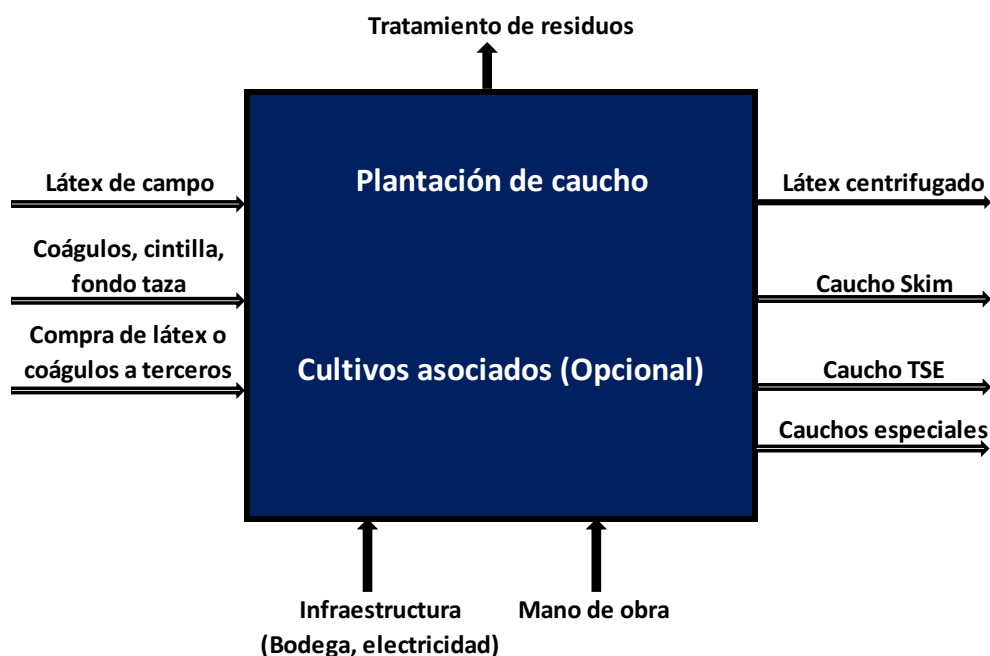 Tratamiento de residuos
Plantación de caucho
Cultivos asociados (Opcional)
Látex de campo
Coágulos, cintilla,
fondo taza
Compra de látex o
coágulos a terceros
Látex centrifugado
Caucho Skim
Caucho TSE
Cauchos especiales
Infraestructura
(Bodega, electricidad)
Mano de obra